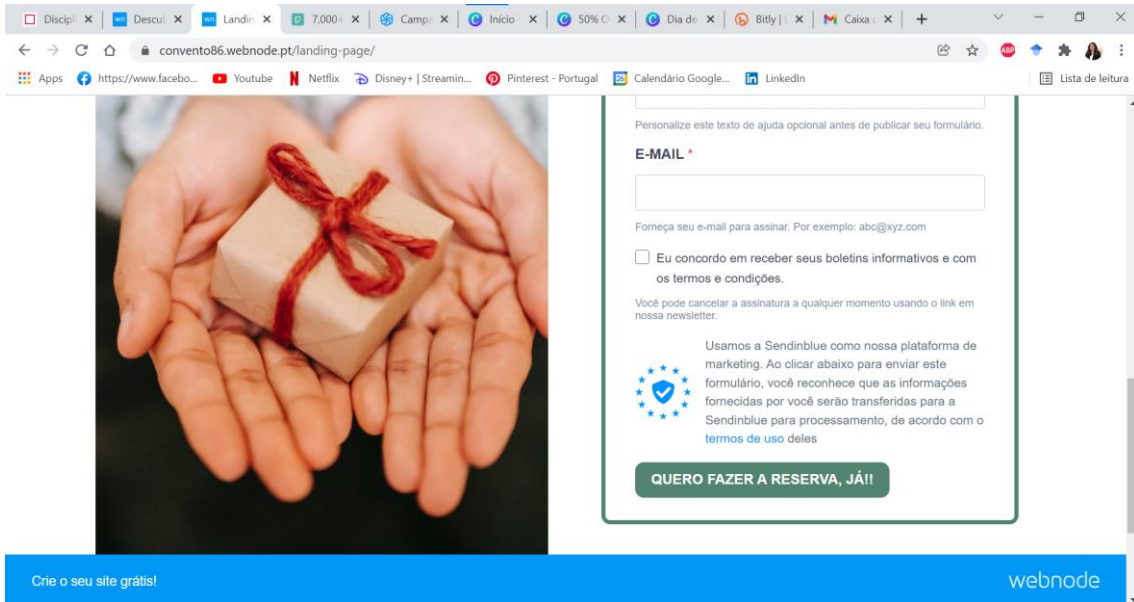 Discipl
Descul
Landin
7,000+
Campa
Início
50% O
Dia de
Bitly |
Caixa
convento86.webnode.pt/landing-page/
Apps
https://www.facebo...
Youtube
Netflix
Disney+ | Streamin...
Pinterest - Portugal
Calendário Google...
LinkedIn
Lista de leitura
Personalize este texto de ajuda opcional antes de publicar seu formulário.
E-MAIL *
Forneça seu e-mail para assinar. Por exemplo: abc@xyz.com
Eu concordo em receber seus boletins informativos e com
os termos e condições.
Você pode cancelar a assinatura a qualquer momento usando o link em
nossa newsletter.
Usamos a Sendinblue como nossa plataforma de
marketing. Ao clicar abaixo para enviar este
formulário, você reconhece que as informações
fornecidas por você serão transferidas para a
Sendinblue para processamento, de acordo com o
termos de uso deles
QUERO FAZER A RESERVA, JÁ!!
Crie o seu site grátis!
webnode